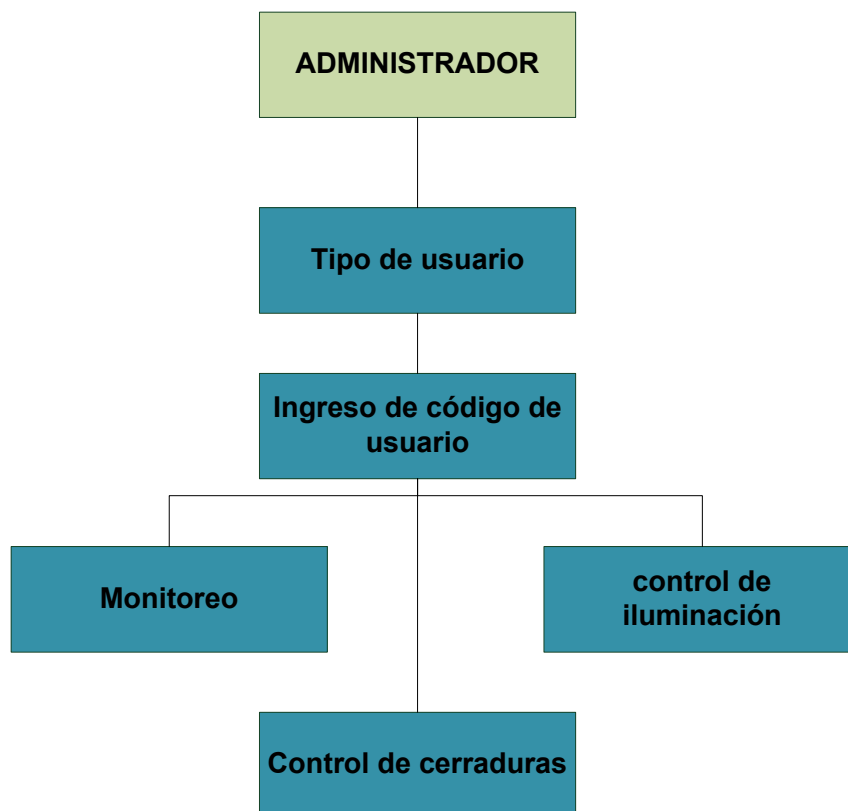 ADMINISTRADOR
Tipo de usuario
Ingreso de código de
usuario
Monitoreo
control de
iluminación
Control de cerraduras